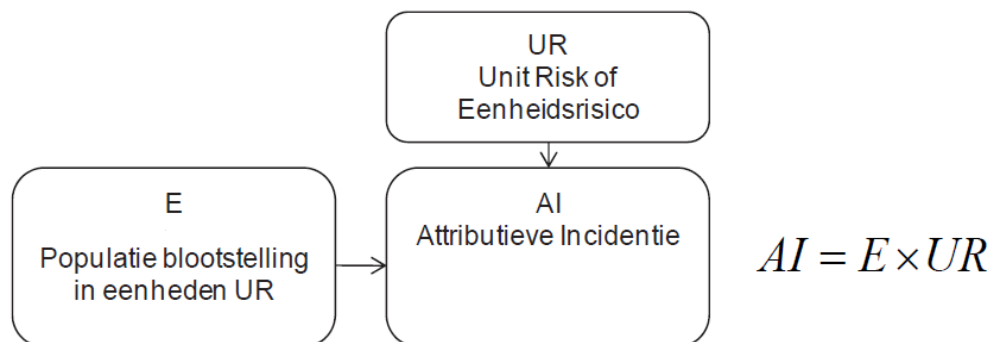 UR
Unit Risk of
Eenheidsrisico
E
Populatie blootstelling
in eenheden UR
AI
Attributieve Incidentie
AI = E × UR